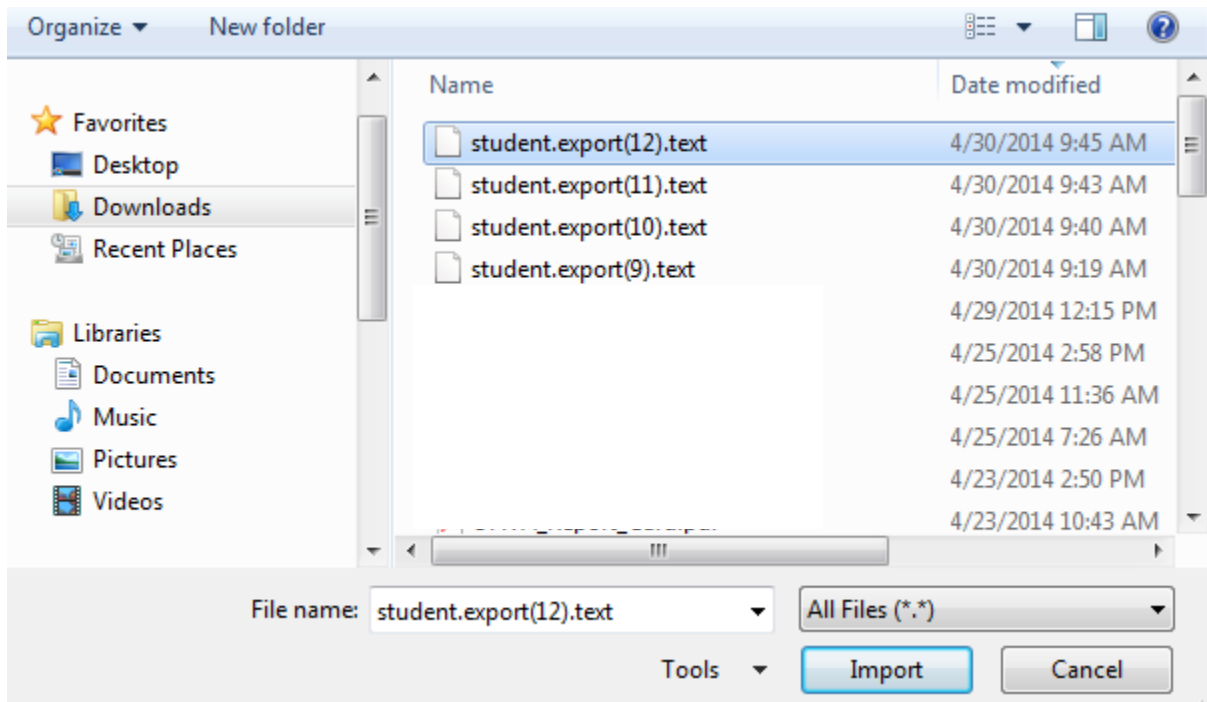 Organize New folder
Name Date modified
Favorites
Desktop
Downloads
Recent Places
Libraries
Documents
Music
Pictures
Videos
student.export(12).text 4/30/2014 9:45 AM
student.export(11).text 4/30/2014 9:43 AM
student.export(10).text 4/30/2014 9:40 AM
student.export(9).text 4/30/2014 9:19 AM
4/29/2014 12:15 PM
4/25/2014 2:58 PM
4/25/2014 11:36 AM
4/25/2014 7:26 AM
4/23/2014 2:50 PM
4/23/2014 10:43 AM
File name: student.export(12).text All Files (*.*)
Tools Import Cancel